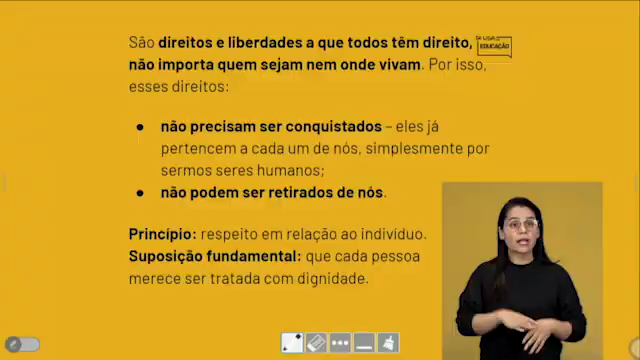 São direitos e liberdades a que todos têm direito,
não importa quem sejam nem onde vivam. Por isso,
esses direitos:
● não precisam ser conquistados – eles já
pertencem a cada um de nós, simplesmente por
sermos seres humanos;
● não podem ser retirados de nós.
Princípio: respeito em relação ao indivíduo.
Suposição fundamental: que cada pessoa
merece ser tratada com dignidade.
EDUCAÇÃO